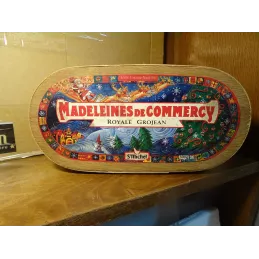 MADELEINES DE COMMERCY
ROYALE GROJEAN
St Michel